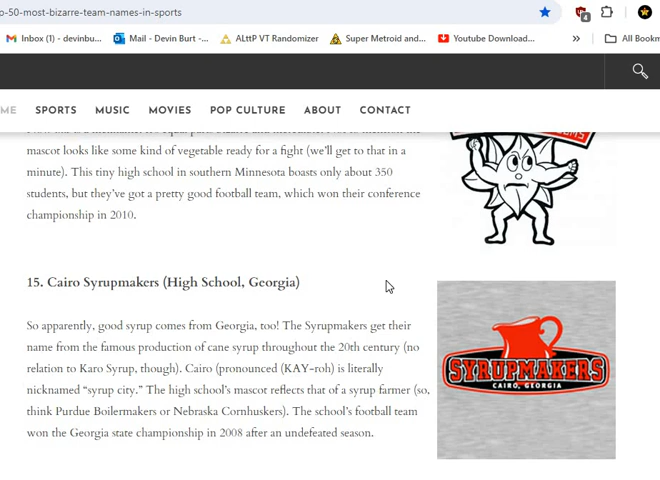 o-50-most-bizarre-team-names-in-sports
4
Inbox (1) - devinbu...
Mail - Devin Burt -...
ALttP VT Randomizer
Super Metroid and...
Youtube Download...
»
All Bookm
ME
SPORTS
MUSIC
MOVIES
POP CULTURE
ABOUT
CONTACT
mascot looks like some kind of vegetable ready for a fight (we'll get to that in a
minute). This tiny high school in southern Minnesota boasts only about 350
students, but they've got a pretty good football team, which won their conference
championship in 2010.
15. Cairo Syrupmakers (High School, Georgia)
So apparently, good syrup comes from Georgia, too! The Syrupmakers get their
name from the famous production of cane syrup throughout the 20th century (no
relation to Karo Syrup, though). Cairo (pronounced (KAY-roh) is literally
nicknamed “syrup city.” The high school's mascot reflects that of a syrup farmer (so,
think Purdue Boilermakers or Nebraska Cornhuskers). The school's football team
won the Georgia state championship in 2008 after an undefeated season.
SYRUPMAKERS
CAIRO, GEORGIA